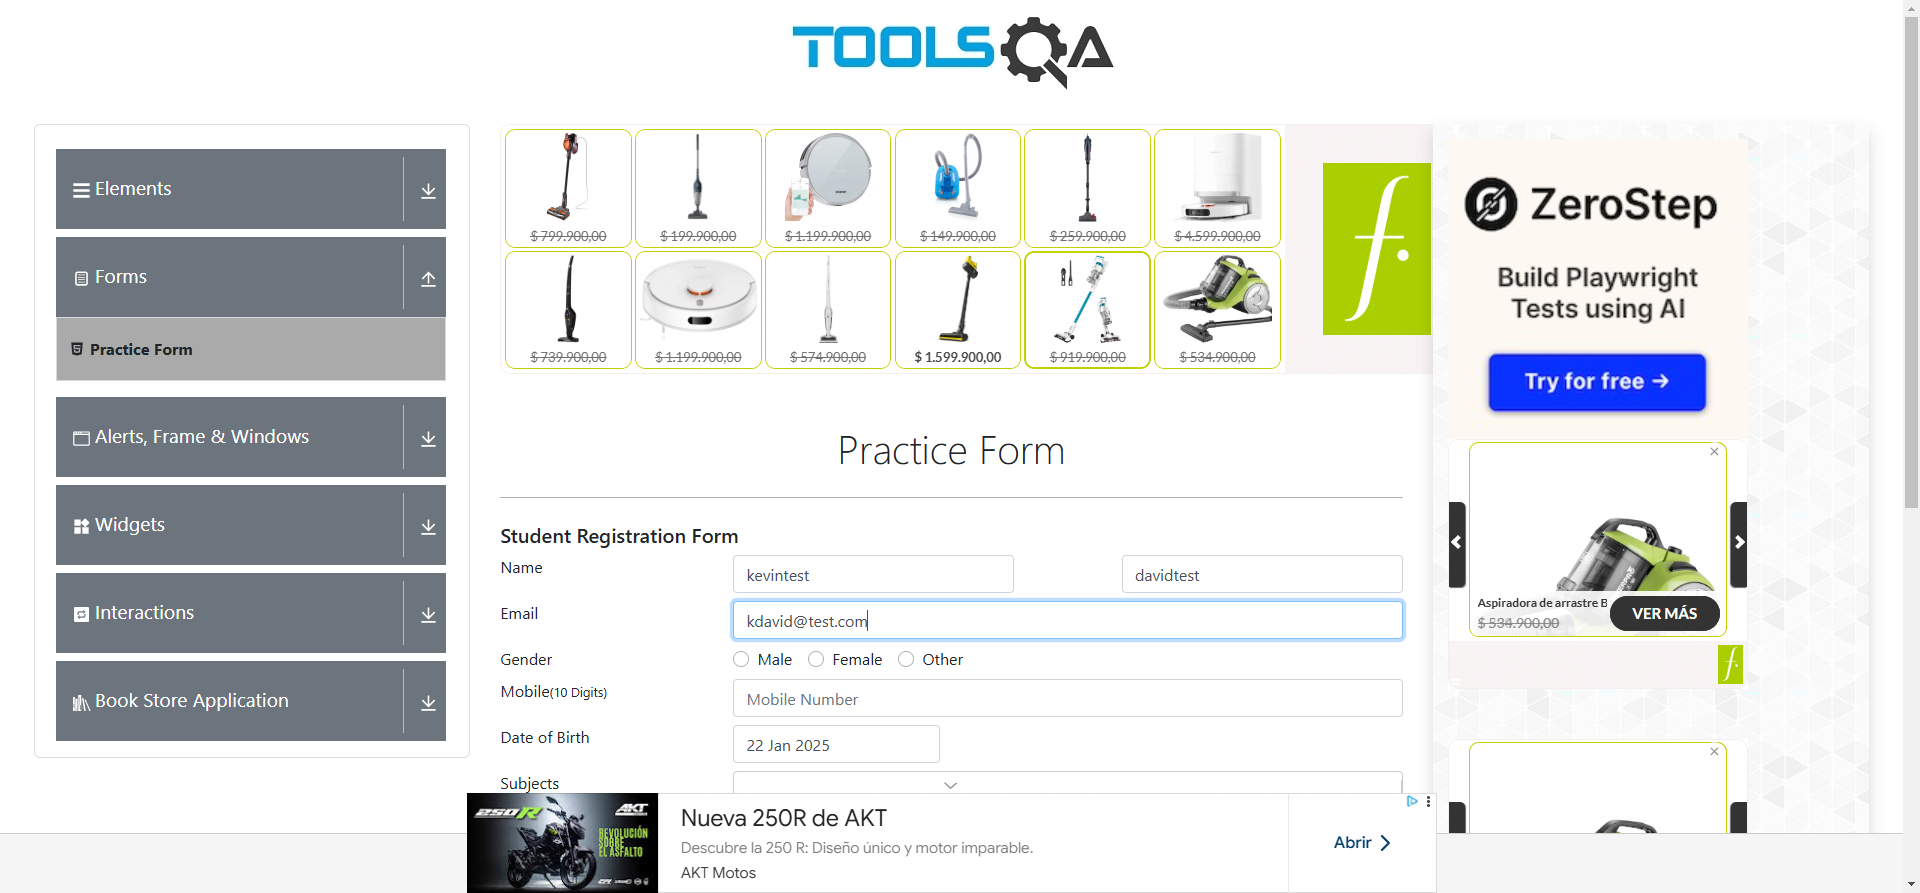 TOOLSQA
Elements
Forms
Practice Form
Alerts, Frame & Windows
Widgets
Interactions
Book Store Application
$ 799.900,00
$ 199.900,00
$ 1.199.900,00
$ 149.900,00
$ 259.900,00
$ 4.599.900,00
$ 739.900,00
$ 1.199.900,00
$ 574.900,00
$ 1.599.900,00
$ 919.900,00
$ 534.900,00
f.
ZeroStep
Build Playwright
Tests using AI
Try for free →
Practice Form
Student Registration Form
Name
kevintest
davidtest
Email
kdavid@test.com
Gender
Male
Female
Other
Mobile(10 Digits)
Mobile Number
Date of Birth
22 Jan 2025
Subjects
Aspiradora de arrastre B
$ 534.900,00
VER MÁS
f.
250R
AKT
REVOLUCIÓN
SOBRE
EL ASFALTO
Nueva 250R de AKT
Descubre la 250 R: Diseño único y motor imparable.
AKT Motos
Abrir